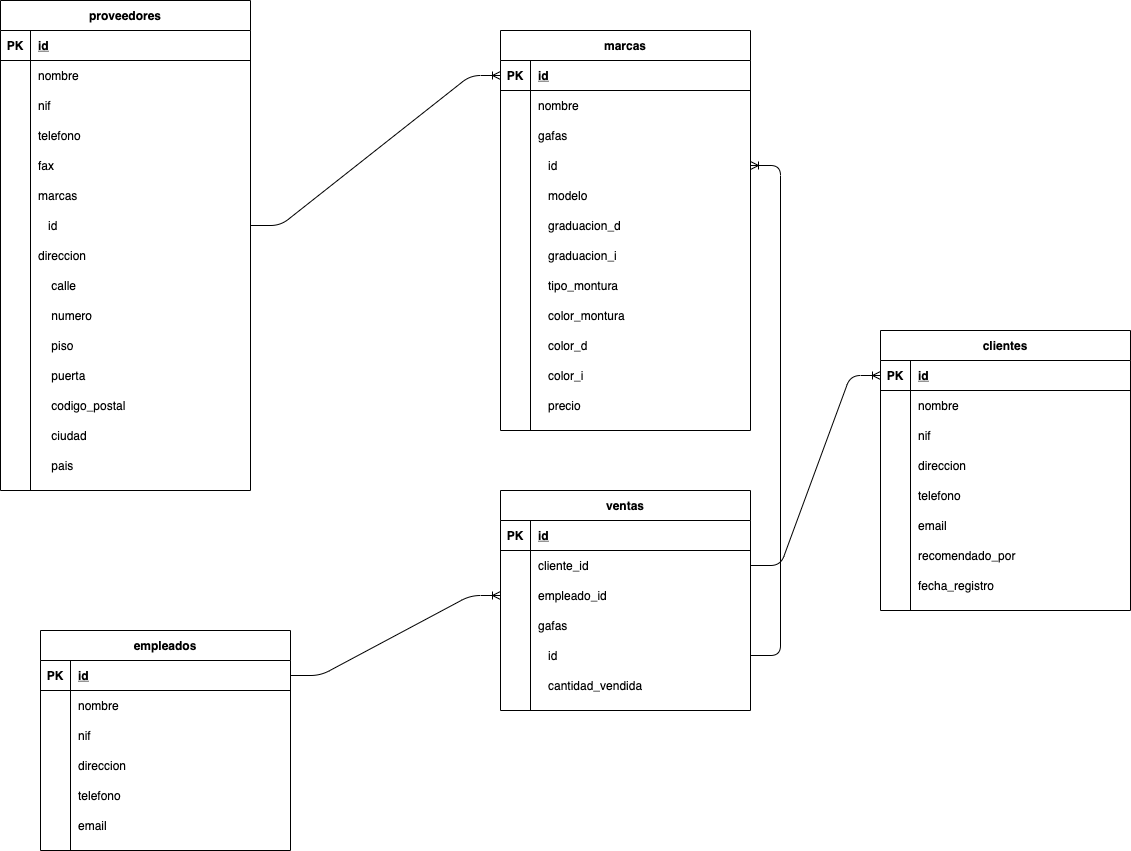 proveedores
PK id
nombre
nif
telefono
fax
marcas
id
direccion
calle
numero
piso
puerta
codigo_postal
ciudad
pais
marcas
PK id
nombre
gafas
id
modelo
graduacion_d
graduacion_i
tipo_montura
color_montura
color_d
color_i
precio
clientes
PK id
nombre
nif
direccion
telefono
email
recomendado_por
fecha_registro
ventas
PK id
cliente_id
empleado_id
gafas
id
cantidad_vendida
empleados
PK id
nombre
nif
direccion
telefono
email